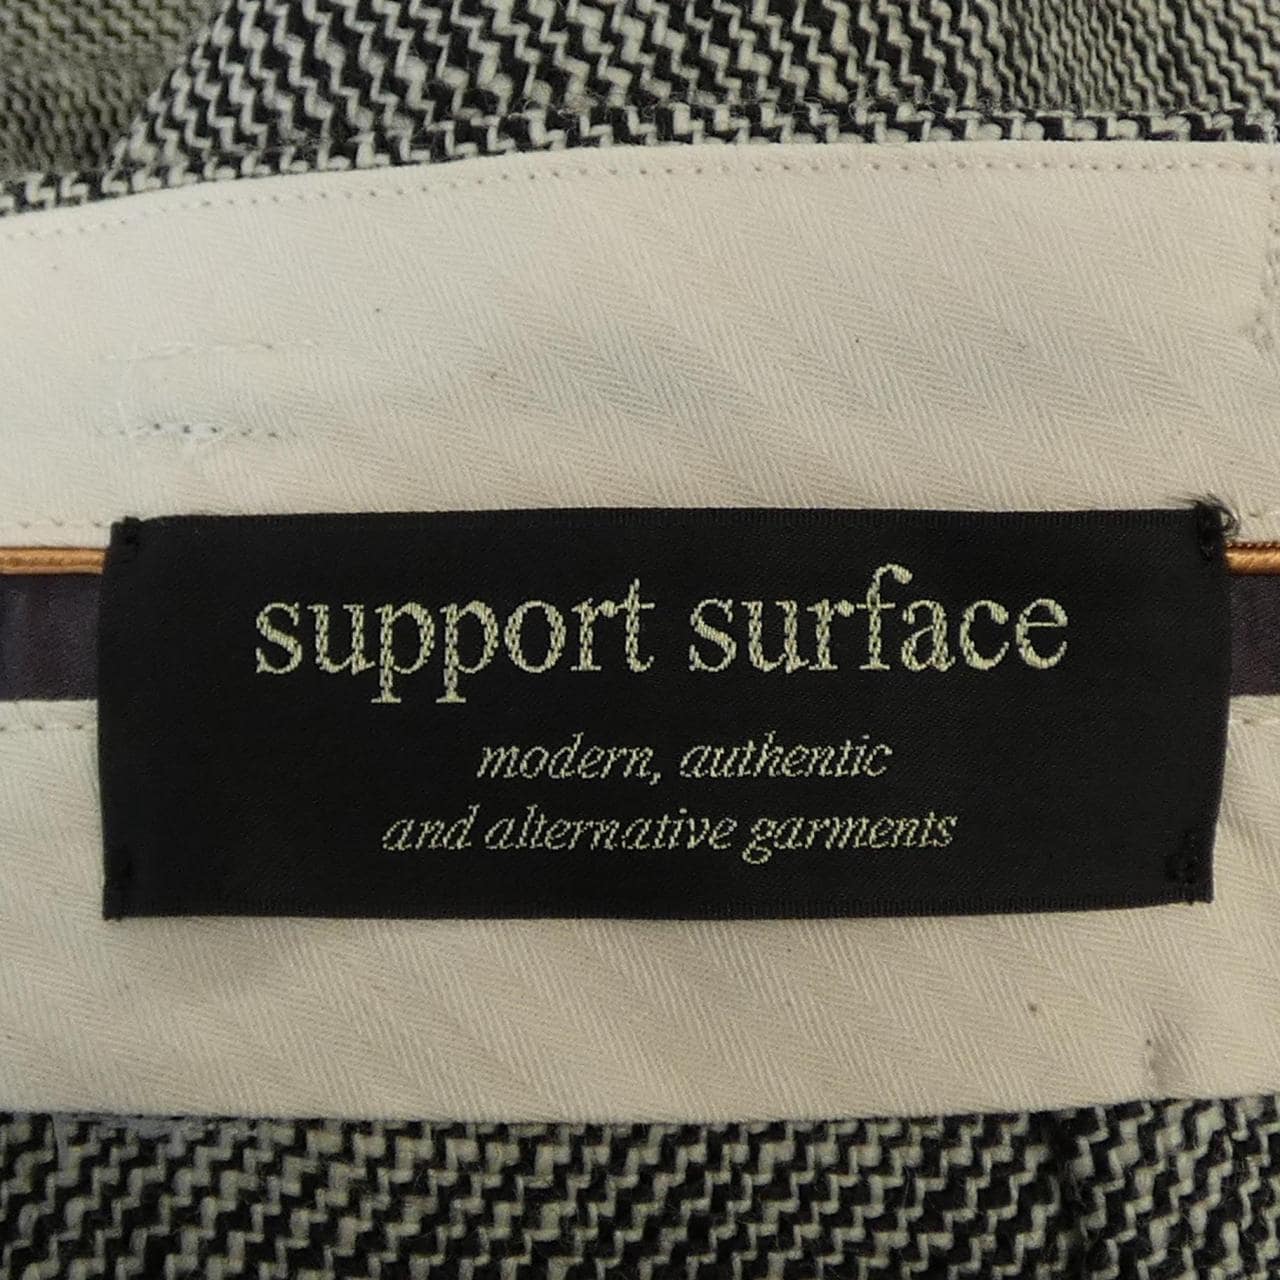 support surface
modern, authentic
and alternative garments